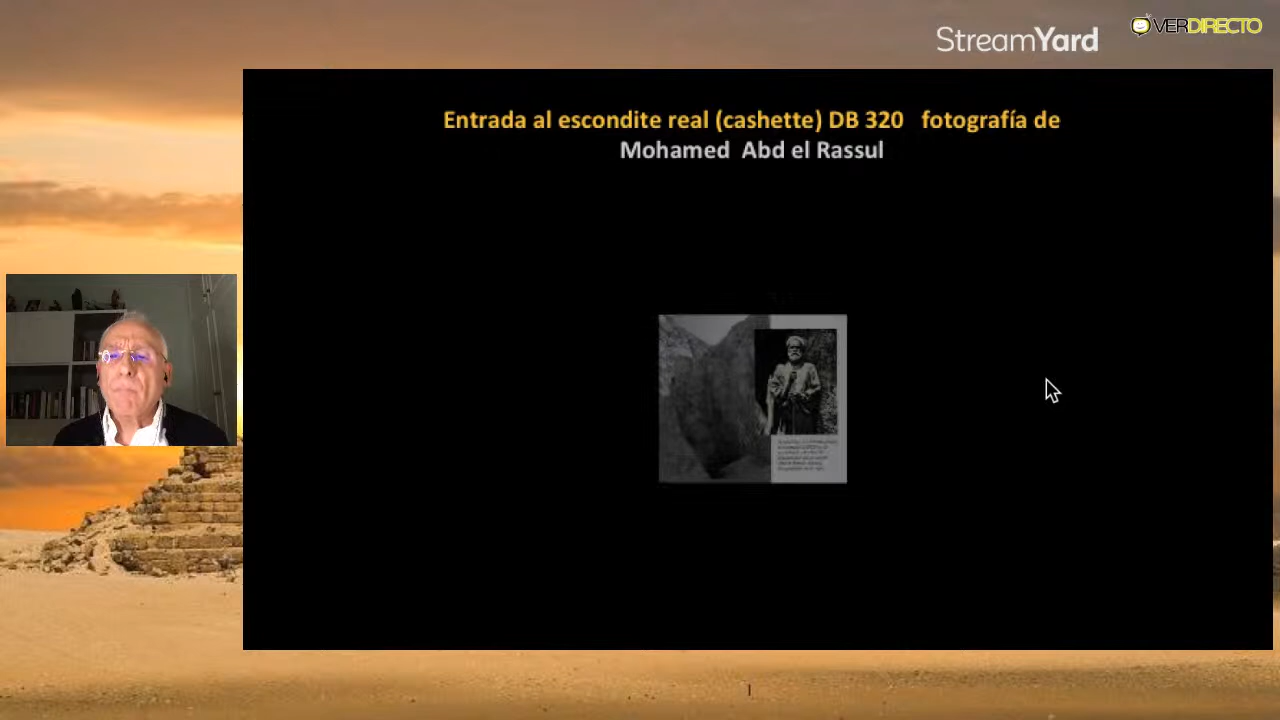 StreamYard
VERDIRECTO
Entrada al escondite real (cashette) DB 320 fotografía de
Mohamed Abd el Rassul